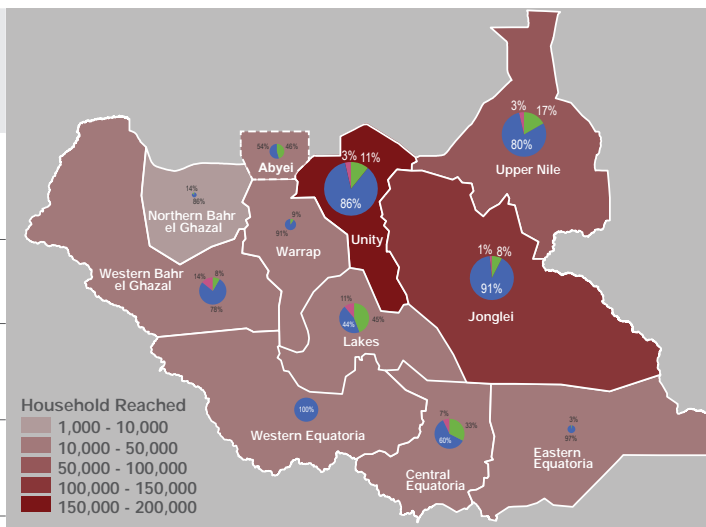 3% 17%
80%
Upper Nile
54% 46%
Abyei
3% 11%
86%
Unity
14%
86%
Northern Bahr
el Ghazal
9%
91%
Warrap
1% 8%
91%
Jonglei
Western Bahr
el Ghazal
14% 8%
78%
11%
45%
44%
Lakes
100%
Western Equatoria
7%
33%
60%
Central
Equatoria
3%
97%
Eastern
Equatoria
Household Reached
1,000 - 10,000
10,000 - 50,000
50,000 - 100,000
100,000 - 150,000
150,000 - 200,000